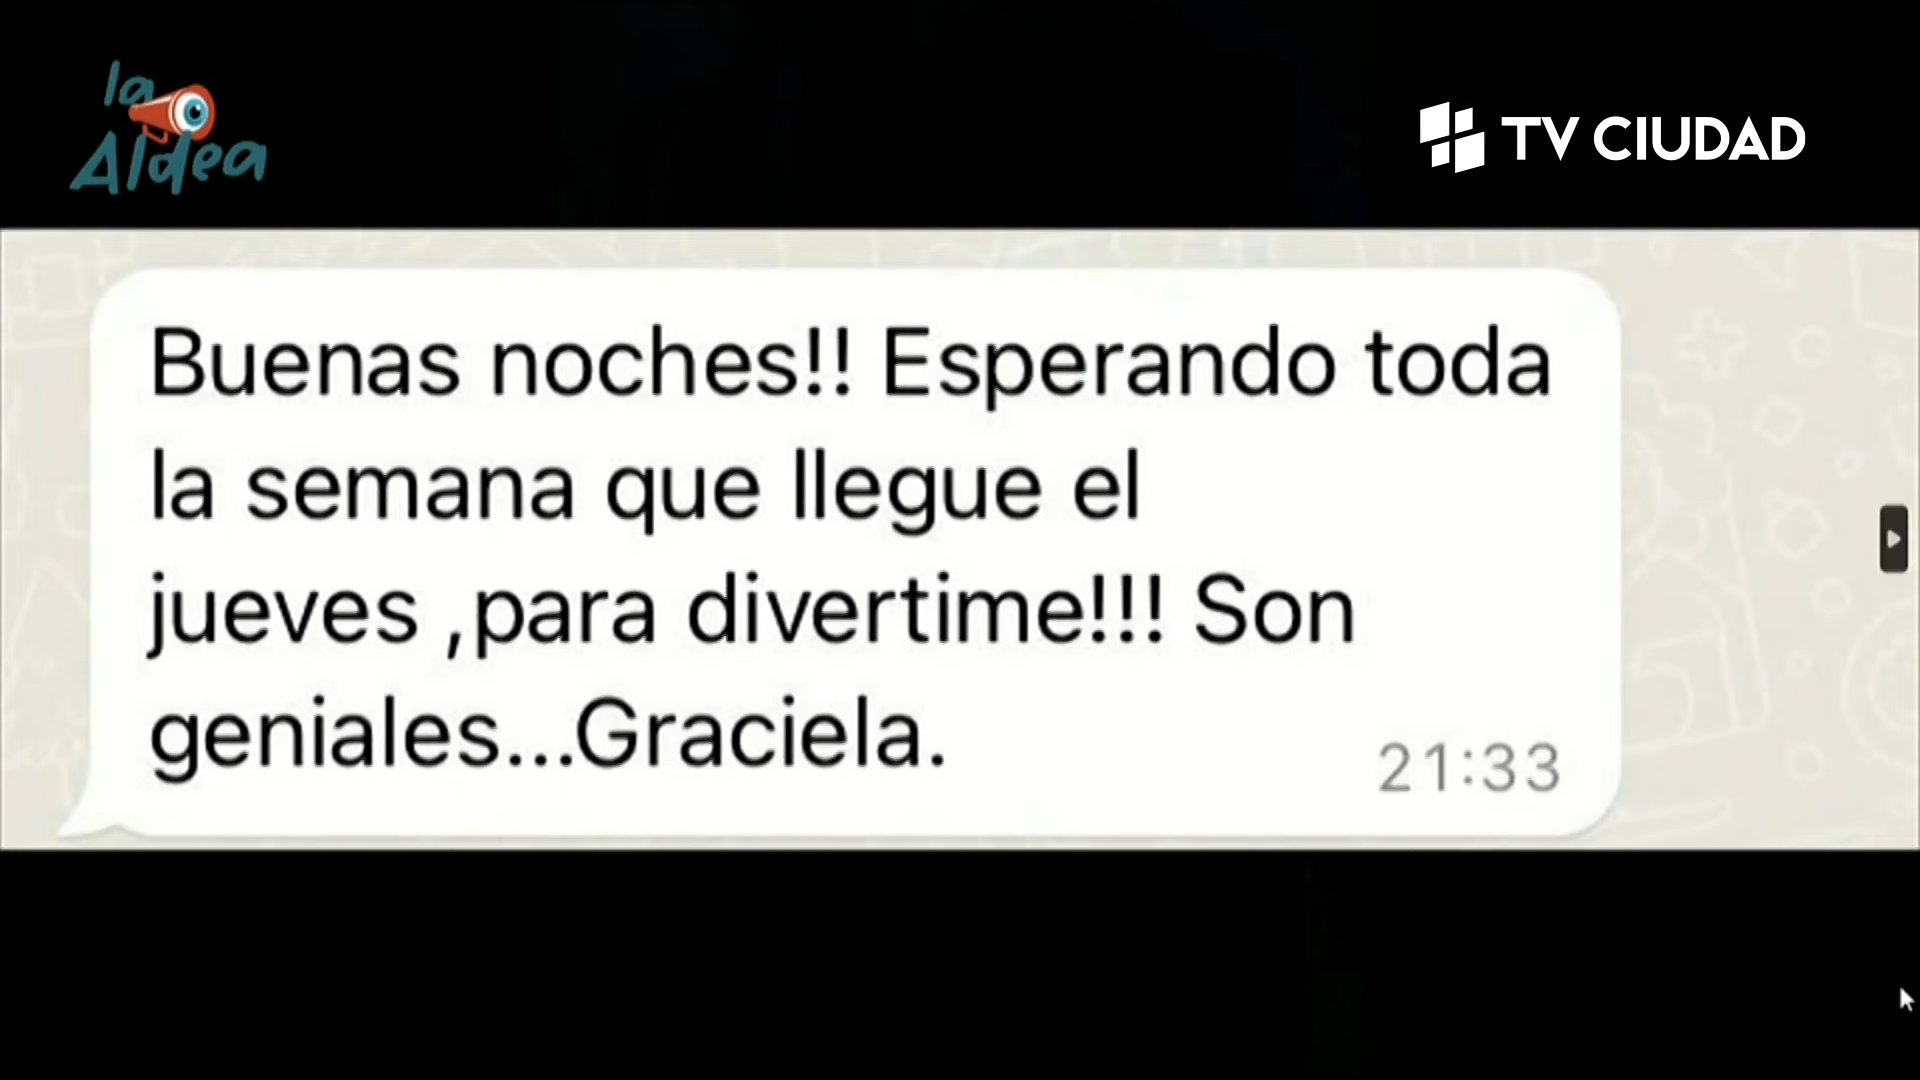 la
Aldea
TV CIUDAD
Buenas noches!! Esperando toda
la semana que llegue el
jueves ,para divertime!!! Son
geniales...Graciela.
21:33